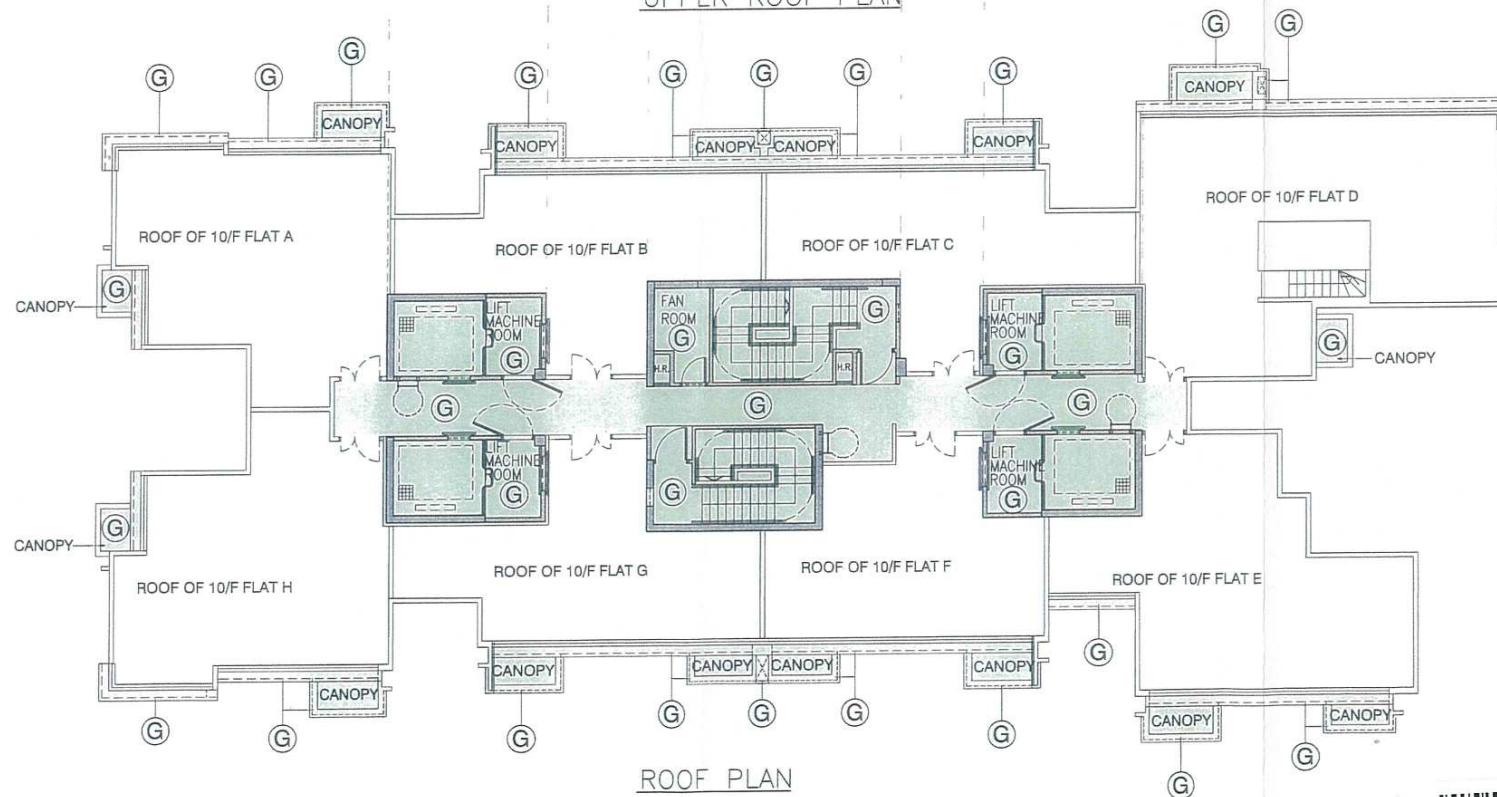 UPPER ROOF PLAN
G
G
G
G
G
G
G
G
G
G
CANOPY
CANOPY
CANOPY
CANOPY
CANOPY
CANOPY
ROOF OF 10/F FLAT A
ROOF OF 10/F FLAT B
ROOF OF 10/F FLAT C
ROOF OF 10/F FLAT D
CANOPY
G
LIFT
MACHINE
ROOM
G
FAN
ROOM
G
G
LIFT
MACHINE
ROOM
G
G
CANOPY
H.R.
H.R.
G
G
G
LIFT
MACHINE
ROOM
G
G
LIFT
MACHINE
ROOM
G
CANOPY
G
ROOF OF 10/F FLAT H
ROOF OF 10/F FLAT G
ROOF OF 10/F FLAT F
ROOF OF 10/F FLAT E
G
CANOPY
CANOPY
CANOPY
CANOPY
CANOPY
CANOPY
CANOPY
G
G
G
G
G
G
G
G
G
ROOF PLAN